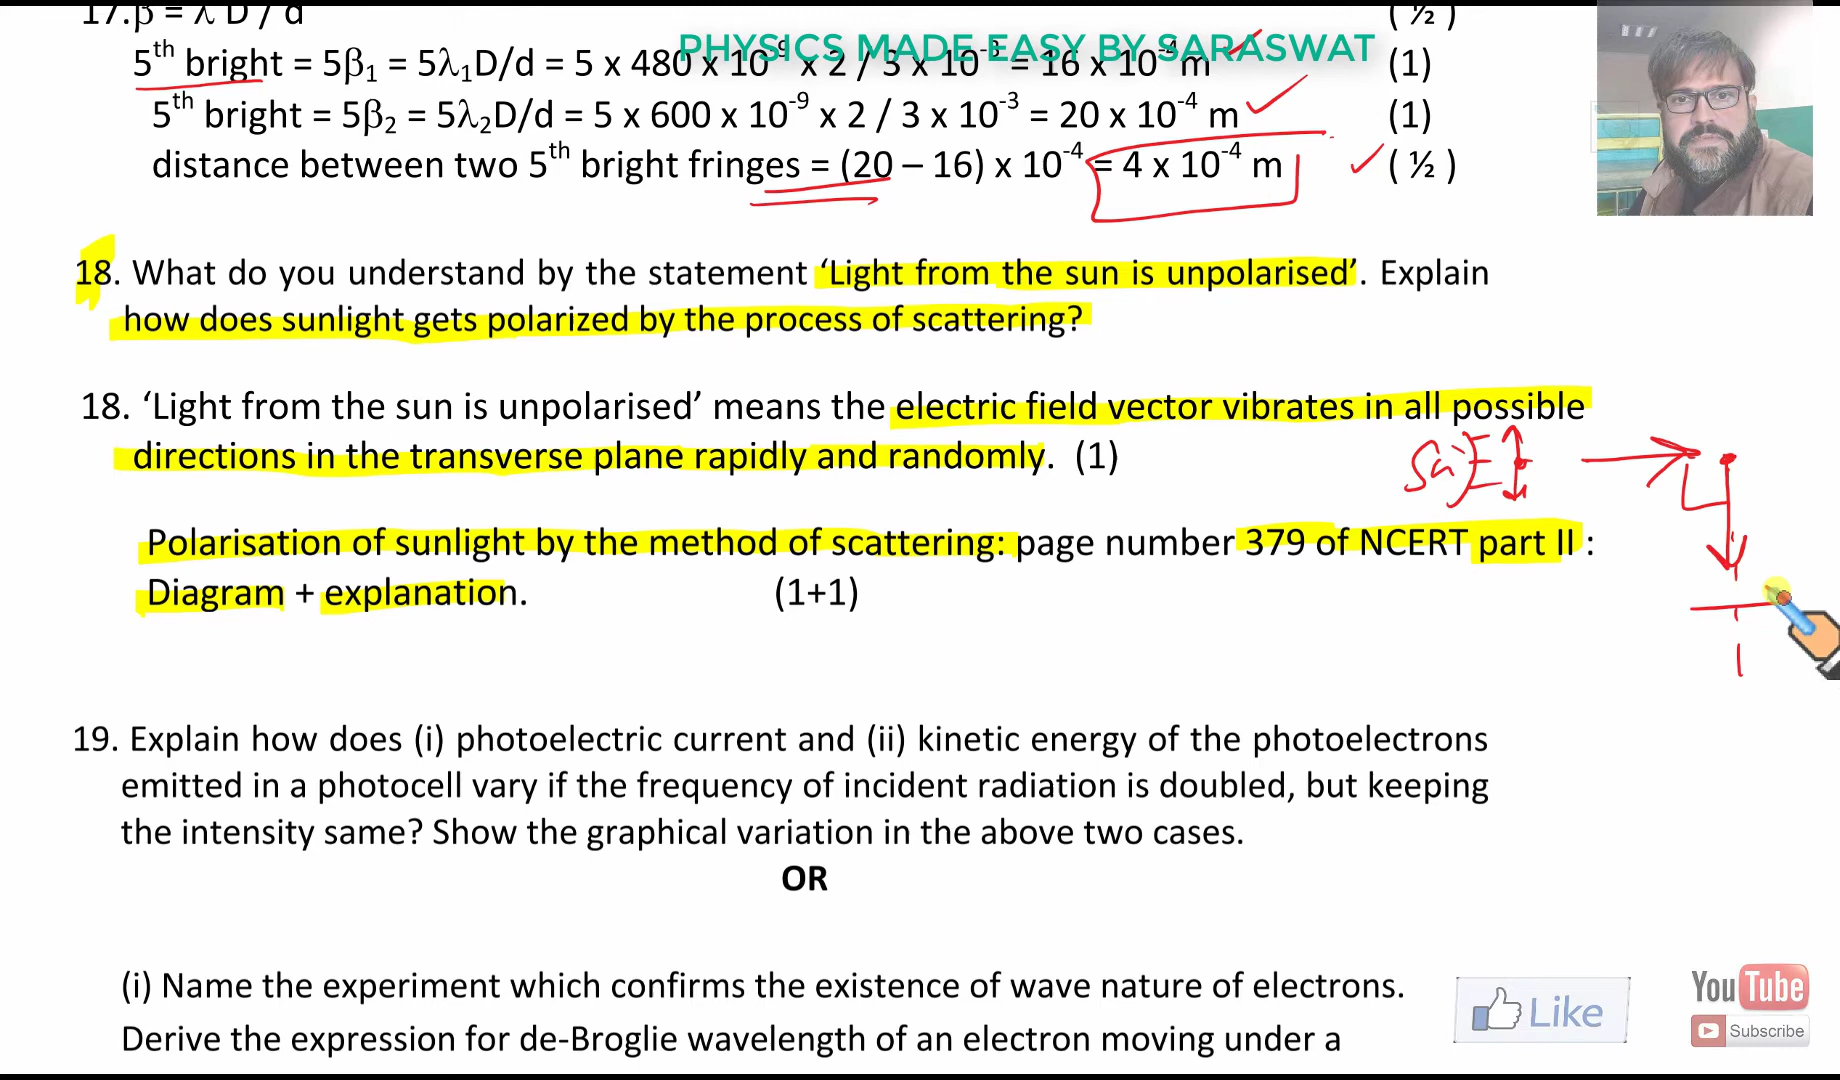 17.β = λ D / d ( ½ )
PHYSICS MADE EASY BY SARASWAT
5th bright = 5β1 = 5λ1D/d = 5 x 480 x 10-9 x 2 / 3 x 10-3 = 16 x 10-4 m (1)
5th bright = 5β2 = 5λ2D/d = 5 x 600 x 10-9 x 2 / 3 x 10-3 = 20 x 10-4 m (1)
distance between two 5th bright fringes = (20 – 16) x 10-4 = 4 x 10-4 m ( ½ )
18. What do you understand by the statement ‘Light from the sun is unpolarised’. Explain
how does sunlight gets polarized by the process of scattering?
18. ‘Light from the sun is unpolarised’ means the electric field vector vibrates in all possible
directions in the transverse plane rapidly and randomly. (1)
Polarisation of sunlight by the method of scattering: page number 379 of NCERT part II :
Diagram + explanation. (1+1)
19. Explain how does (i) photoelectric current and (ii) kinetic energy of the photoelectrons
emitted in a photocell vary if the frequency of incident radiation is doubled, but keeping
the intensity same? Show the graphical variation in the above two cases.
OR
(i) Name the experiment which confirms the existence of wave nature of electrons.
Derive the expression for de-Broglie wavelength of an electron moving under a
Like
YouTube
Subscribe